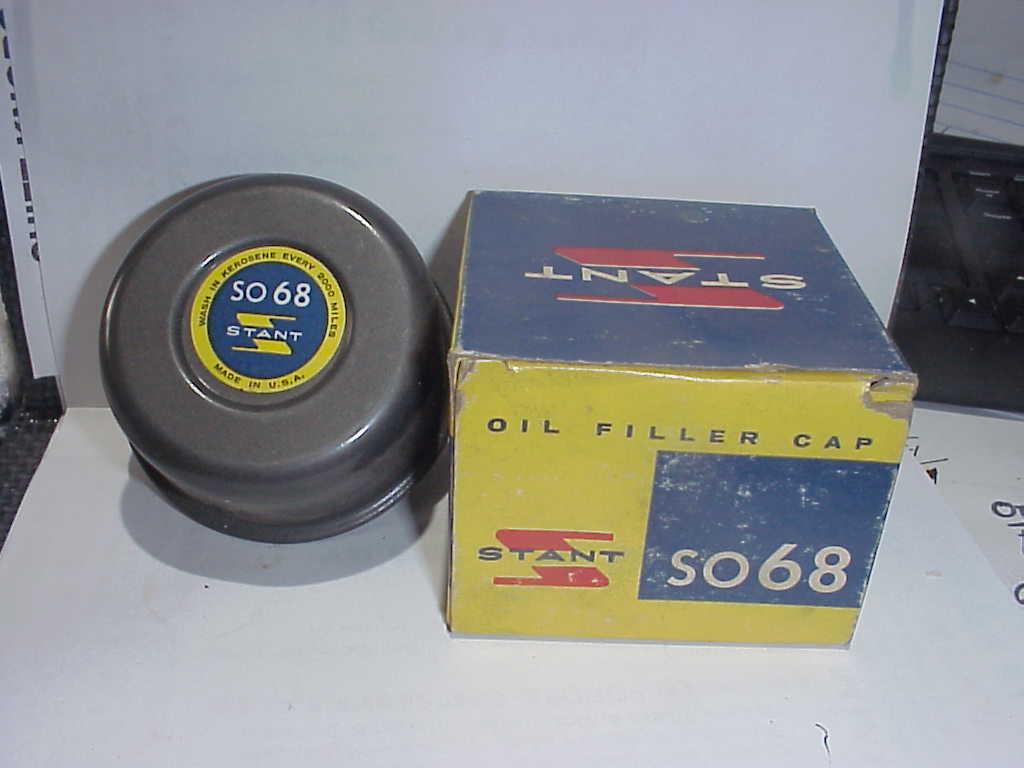 WASH IN KEROSENE EVERY 2000 MILES
SO 68
STANT
MADE IN U.S.A.
STANT
OIL FILLER CAP
STANT
SO68